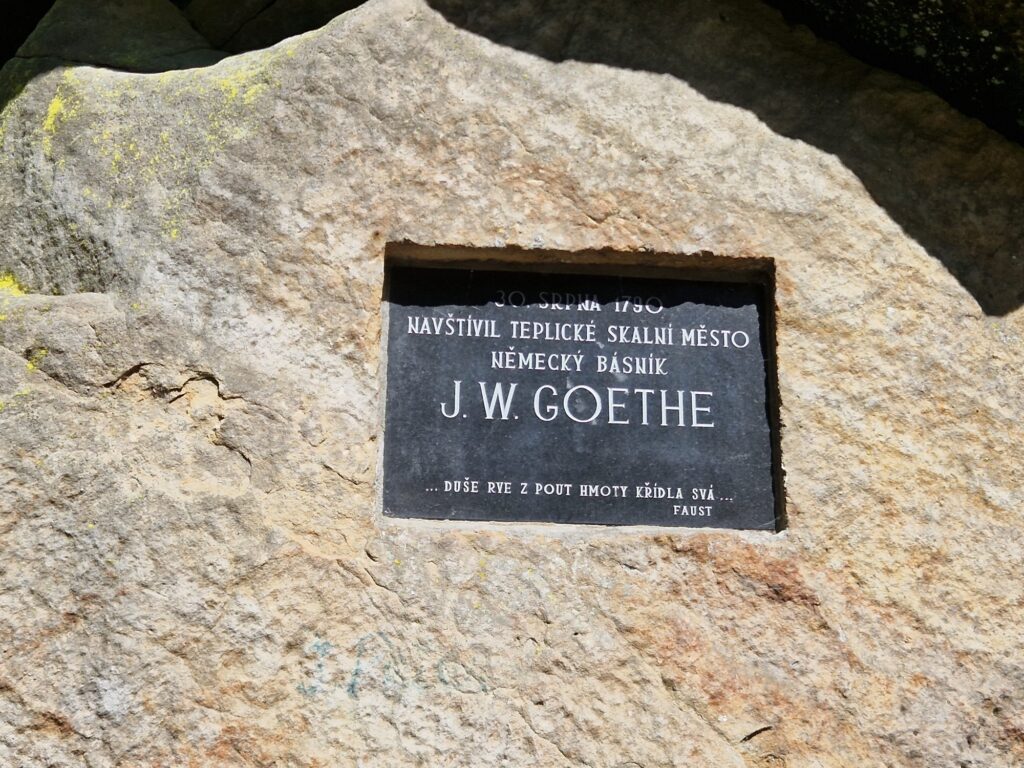 30. SRPNA 1790
NAVŠTÍVIL TEPLICKÉ SKALNÍ MĚSTO
NĚMECKÝ BÁSNÍK
J. W. GOETHE
... DUŠE RVE Z POUT HMOTY KŘÍDLA SVÁ ...
FAUST